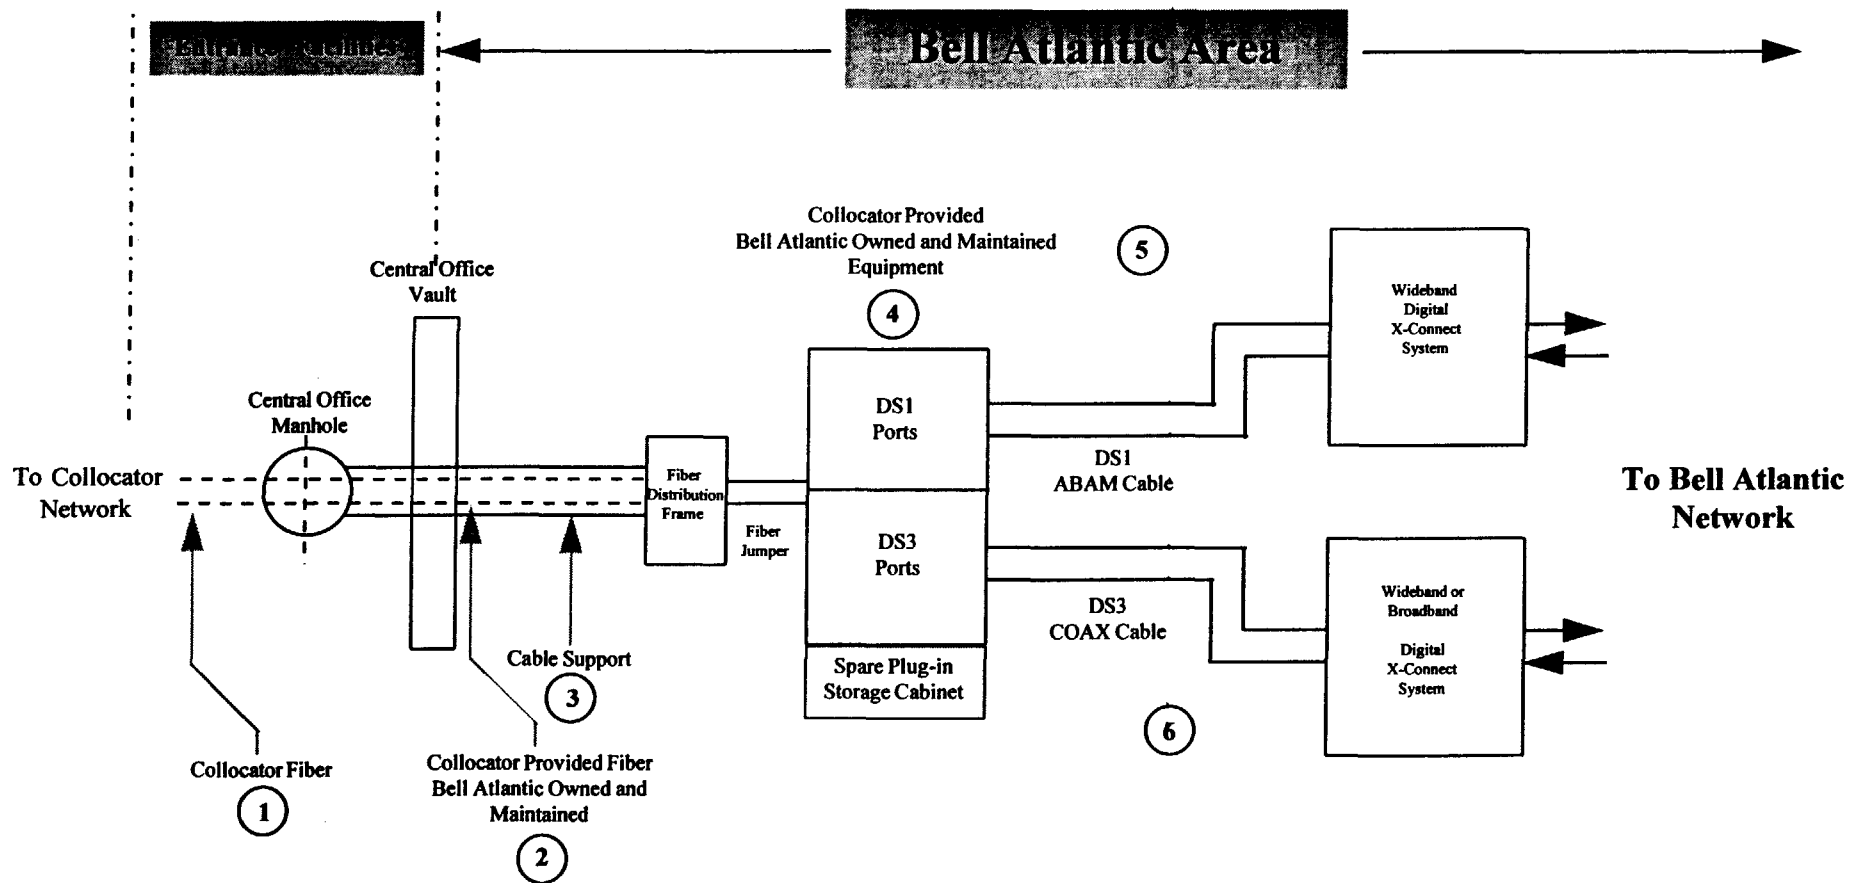 Entrance Facilities
Bell Atlantic Area
Collocator Provided
Bell Atlantic Owned and Maintained
Equipment
4
5
Central Office
Vault
Wideband
Digital
X-Connect
System
Central Office
Manhole
To Collocator
Network
Fiber
Distribution
Frame
Fiber
Jumper
DS1
Ports
DS3
Ports
Spare Plug-in
Storage Cabinet
DS1
ABAM Cable
DS3
COAX Cable
6
To Bell Atlantic
Network
Wideband or
Broadband
Digital
X-Connect
System
Cable Support
3
Collocator Fiber
1
Collocator Provided Fiber
Bell Atlantic Owned and
Maintained
2